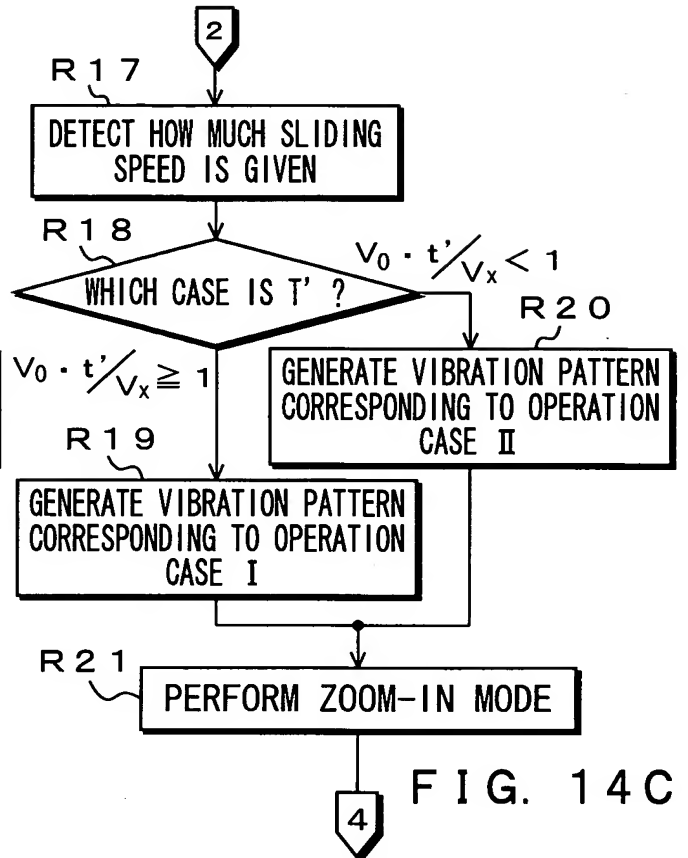 2
R17
DETECT HOW MUCH SLIDING
SPEED IS GIVEN
R18
WHICH CASE IS T' ?
V₀ · t'/Vₓ < 1
V₀ · t'/Vₓ ≧ 1
R20
GENERATE VIBRATION PATTERN
CORRESPONDING TO OPERATION
CASE Ⅱ
R19
GENERATE VIBRATION PATTERN
CORRESPONDING TO OPERATION
CASE Ⅰ
R21
PERFORM ZOOM-IN MODE
4
FIG. 14C